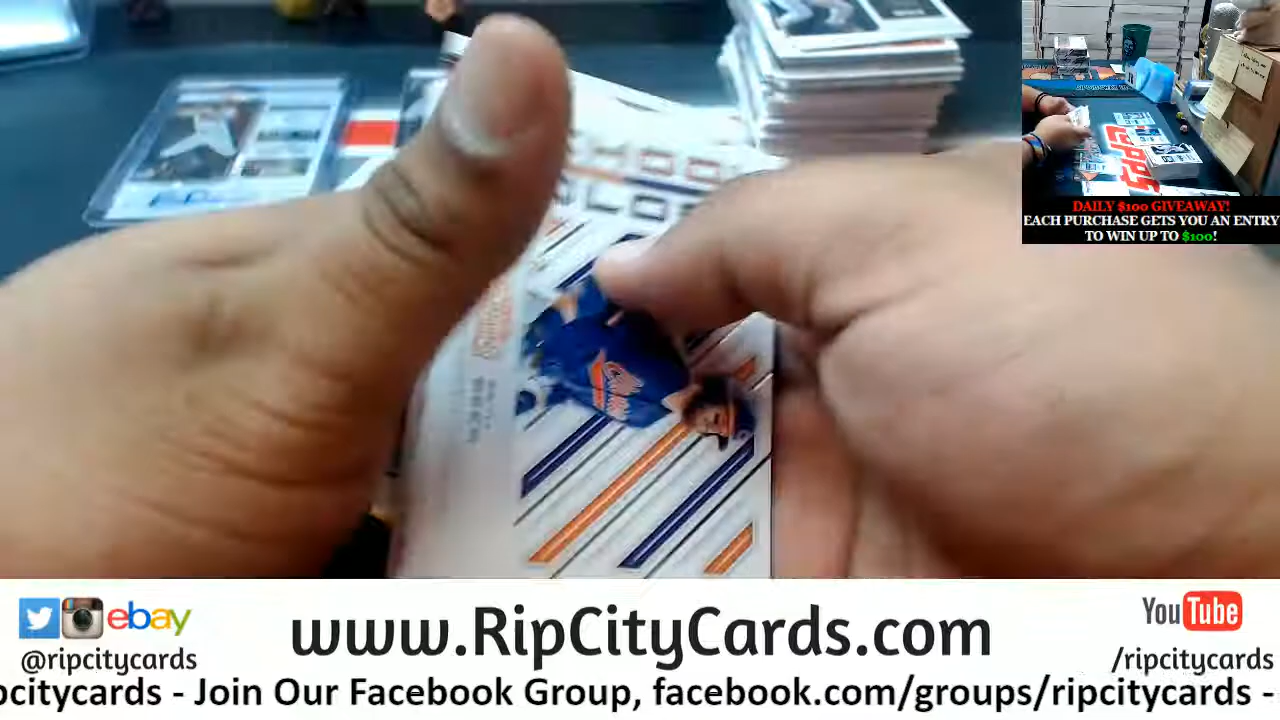 DAILY $100 GIVEAWAY!
EACH PURCHASE GETS YOU AN ENTRY
TO WIN UP TO $100!
topps
ebay
@ripcitycards
www.RipCityCards.com
YouTube
/ripcitycards
pcitycards - Join Our Facebook Group, facebook.com/groups/ripcitycards -